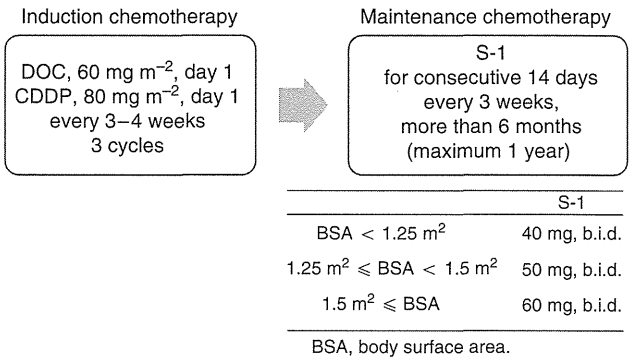 Induction chemotherapy
DOC, 60 mg m⁻², day 1
CDDP, 80 mg m⁻², day 1
every 3–4 weeks
3 cycles
Maintenance chemotherapy
S-1
for consecutive 14 days
every 3 weeks,
more than 6 months
(maximum 1 year)
S-1
BSA < 1.25 m² 40 mg, b.i.d.
1.25 m² ⩽ BSA < 1.5 m² 50 mg, b.i.d.
1.5 m² ⩽ BSA 60 mg, b.i.d.
BSA, body surface area.